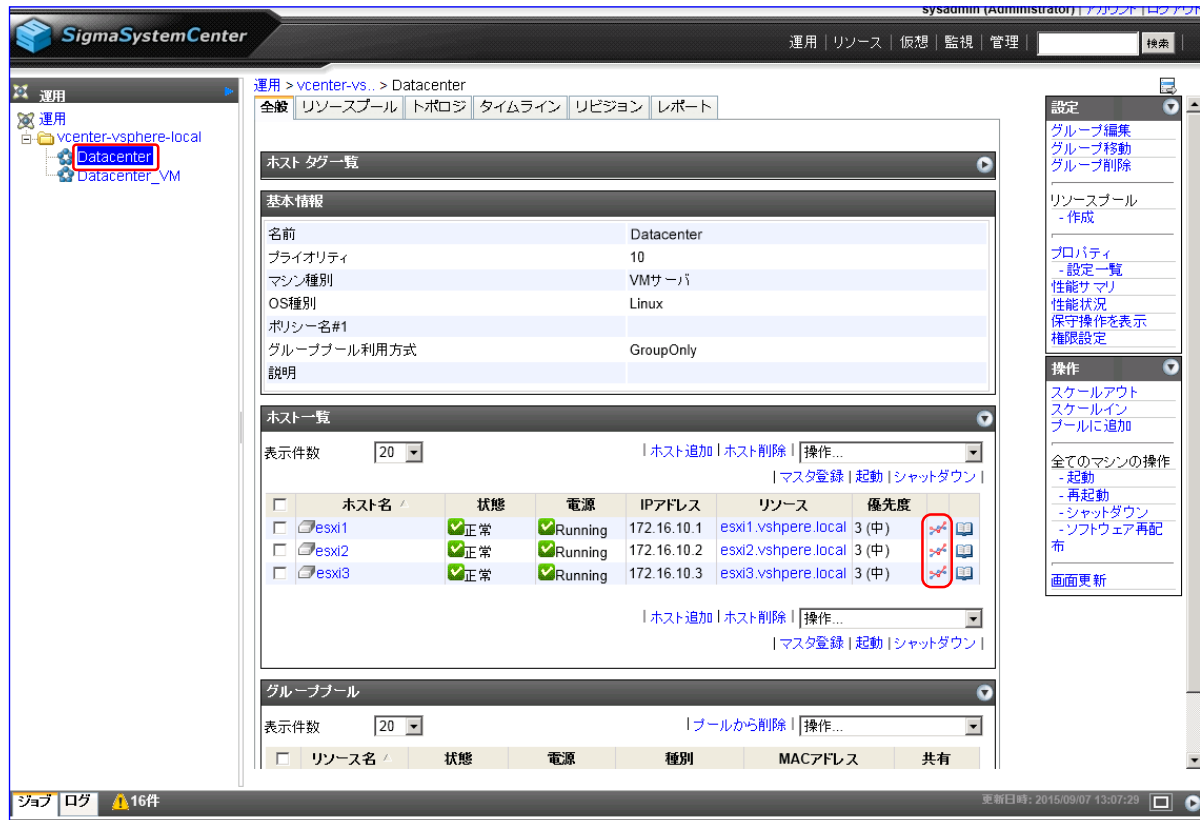 sysadmin (Administrator) | アカウント | ログアウト
SigmaSystemCenter
運用 | リソース | 仮想 | 監視 | 管理 | 検索
運用
運用
vcenter-vsphere-local
Datacenter
Datacenter_VM
運用 > vcenter-vs.. > Datacenter
全般 リソースプール トポロジ タイムライン リビジョン レポート
ホスト タグ一覧
基本情報
名前 Datacenter
プライオリティ 10
マシン種別 VMサーバ
OS種別 Linux
ポリシー名#1
グループプール利用方式 GroupOnly
説明
ホスト一覧
表示件数 20 | ホスト追加 | ホスト削除 | 操作...
| マスタ登録 | 起動 | シャットダウン |
ホスト名 状態 電源 IPアドレス リソース 優先度
esxi1 正常 Running 172.16.10.1 esxi1.vshpere.local 3 (中)
esxi2 正常 Running 172.16.10.2 esxi2.vshpere.local 3 (中)
esxi3 正常 Running 172.16.10.3 esxi3.vshpere.local 3 (中)
| ホスト追加 | ホスト削除 | 操作...
| マスタ登録 | 起動 | シャットダウン |
グループプール
表示件数 20 | プールから削除 | 操作...
リソース名 状態 電源 種別 MACアドレス 共有
設定
グループ編集
グループ移動
グループ削除
リソースプール
- 作成
プロパティ
- 設定一覧
性能サマリ
性能状況
保守操作を表示
権限設定
操作
スケールアウト
スケールイン
プールに追加
全てのマシンの操作
- 起動
- 再起動
- シャットダウン
- ソフトウェア再配
布
画面更新
ジョブ ログ 16件
更新日時: 2015/09/07 13:07:29